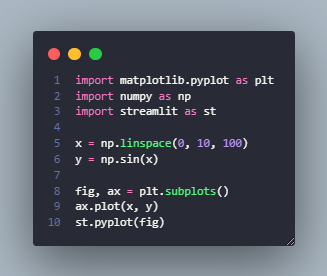 1 import matplotlib.pyplot as plt
2 import numpy as np
3 import streamlit as st
4
5 x = np.linspace(0, 10, 100)
6 y = np.sin(x)
7
8 fig, ax = plt.subplots()
9 ax.plot(x, y)
10 st.pyplot(fig)